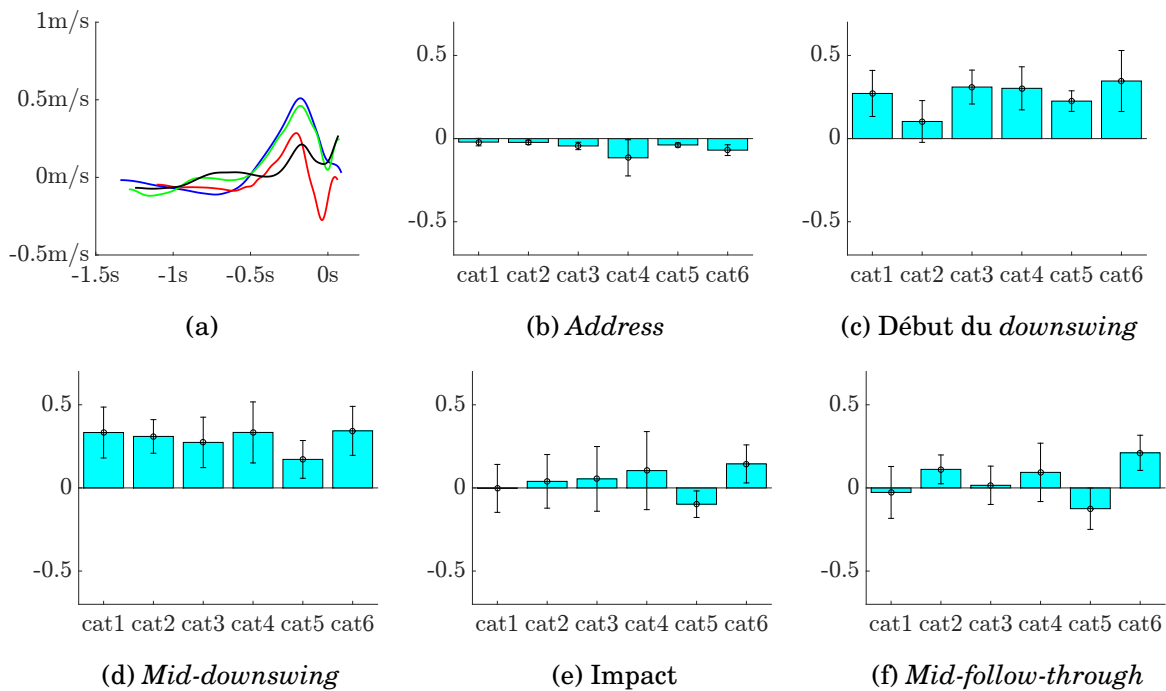 1m/s
0.5m/s
0m/s
-0.5m/s
-1.5s -1s -0.5s 0s
(a)
0.5
0
-0.5
cat1 cat2 cat3 cat4 cat5 cat6
(b) Address
0.5
0
-0.5
cat1 cat2 cat3 cat4 cat5 cat6
(c) Début du downswing
0.5
0
-0.5
cat1 cat2 cat3 cat4 cat5 cat6
(d) Mid-downswing
0.5
0
-0.5
cat1 cat2 cat3 cat4 cat5 cat6
(e) Impact
0.5
0
-0.5
cat1 cat2 cat3 cat4 cat5 cat6
(f) Mid-follow-through